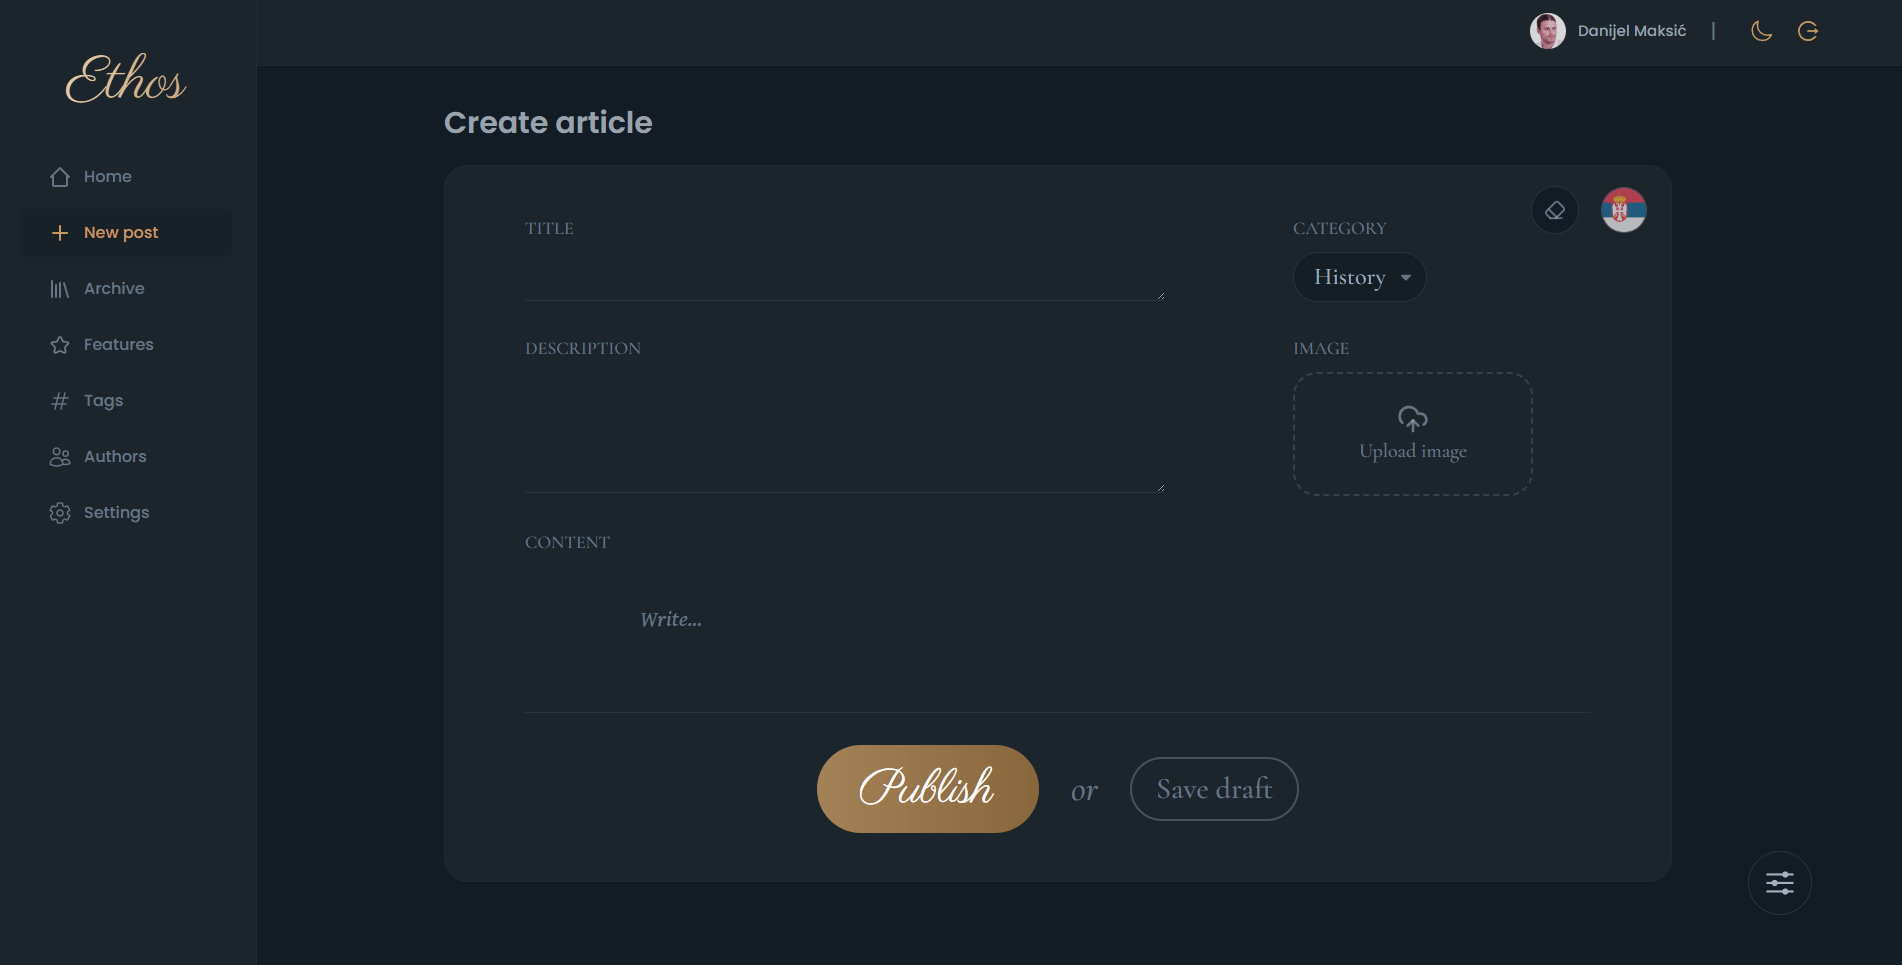 Ethos
Danijel Maksić
Home
New post
Archive
Features
Tags
Authors
Settings
Create article
TITLE
CATEGORY
History
DESCRIPTION
IMAGE
Upload image
CONTENT
Write...
Publish or Save draft